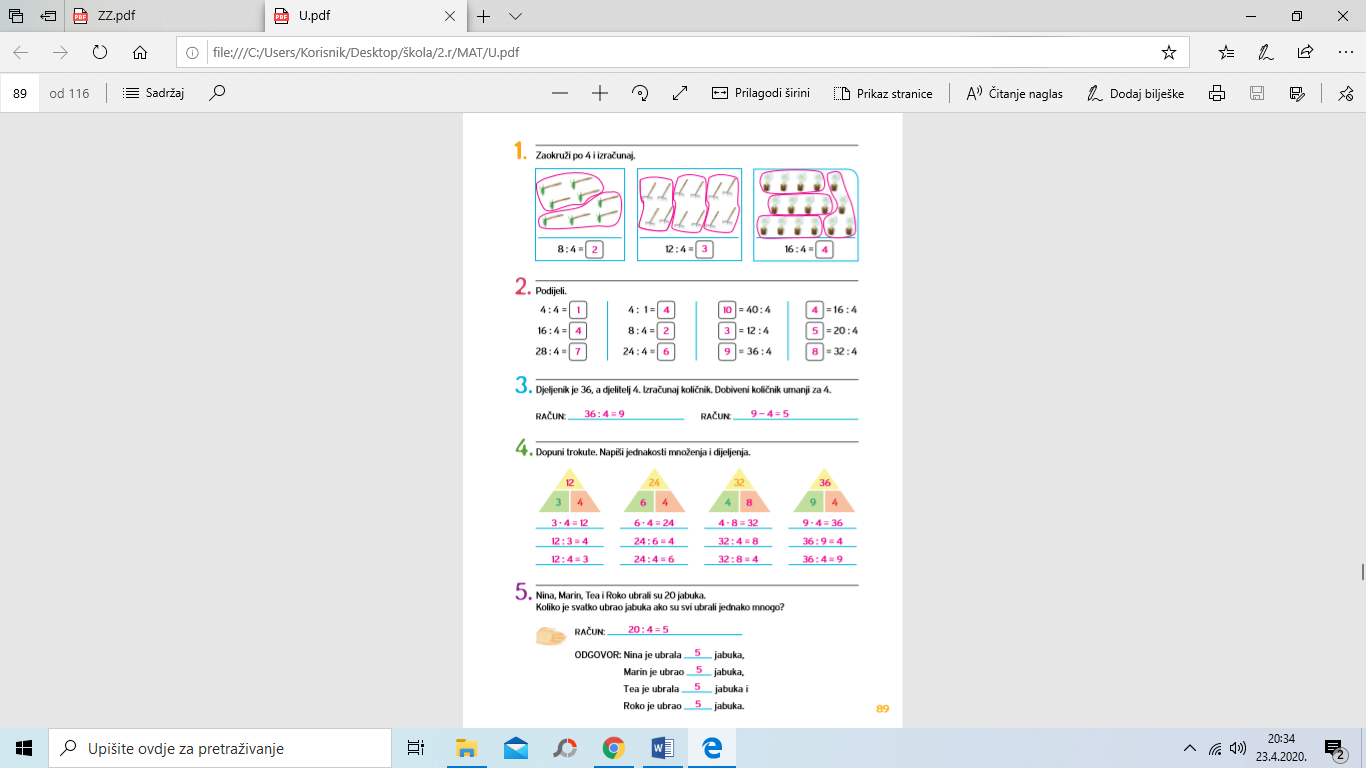 ZZ.pdf U.pdf
file:///C:/Users/Korisnik/Desktop/škola/2.r/MAT/U.pdf
89 od 116 Sadržaj Prilagodi širini Prikaz stranice Čitanje naglas Dodaj bilješke
1. Zaokruži po 4 i izračunaj.
8 : 4 = 2 12 : 4 = 3 16 : 4 = 4
2. Podijeli.
4 : 4 = 1 4 : 1 = 4 10 = 40 : 4 4 = 16 : 4
16 : 4 = 4 8 : 4 = 2 3 = 12 : 4 5 = 20 : 4
28 : 4 = 7 24 : 4 = 6 9 = 36 : 4 8 = 32 : 4
3. Djeljenik je 36, a djelitelj 4. Izračunaj količnik. Dobiveni količnik umanji za 4.
RAČUN: 36 : 4 = 9 RAČUN: 9 – 4 = 5
4. Dopuni trokute. Napiši jednakosti množenja i dijeljenja.
12 24 32 36
3 4 6 4 4 8 9 4
3 · 4 = 12 6 · 4 = 24 4 · 8 = 32 9 · 4 = 36
12 : 3 = 4 24 : 6 = 4 32 : 4 = 8 36 : 9 = 4
12 : 4 = 3 24 : 4 = 6 32 : 8 = 4 36 : 4 = 9
5. Nina, Marin, Tea i Roko ubrali su 20 jabuka.
Koliko je svatko ubrao jabuka ako su svi ubrali jednako mnogo?
RAČUN: 20 : 4 = 5
ODGOVOR: Nina je ubrala 5 jabuka,
Marin je ubrao 5 jabuka,
Tea je ubrala 5 jabuka i
Roko je ubrao 5 jabuka.
89
Upišite ovdje za pretraživanje
20:34
23.4.2020.
2